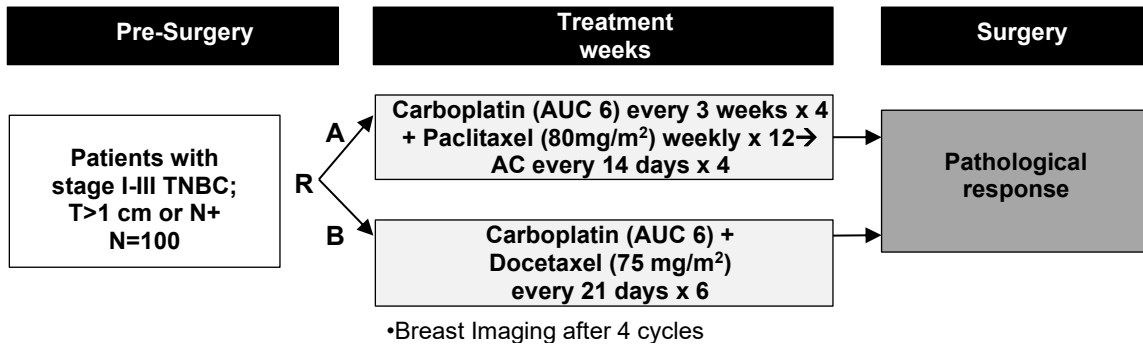 Pre-Surgery
Treatment
weeks
Surgery
Patients with
stage I-III TNBC;
T>1 cm or N+
N=100
R
A
B
Carboplatin (AUC 6) every 3 weeks x 4
+ Paclitaxel (80mg/m²) weekly x 12→
AC every 14 days x 4
Carboplatin (AUC 6) +
Docetaxel (75 mg/m²)
every 21 days x 6
•Breast Imaging after 4 cycles
Pathological
response